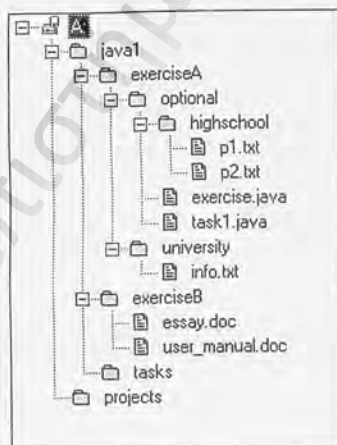 A:
java1
exerciseA
optional
highschool
p1.txt
p2.txt
exercise.java
task1.java
university
info.txt
exerciseB
essay.doc
user_manual.doc
tasks
projects